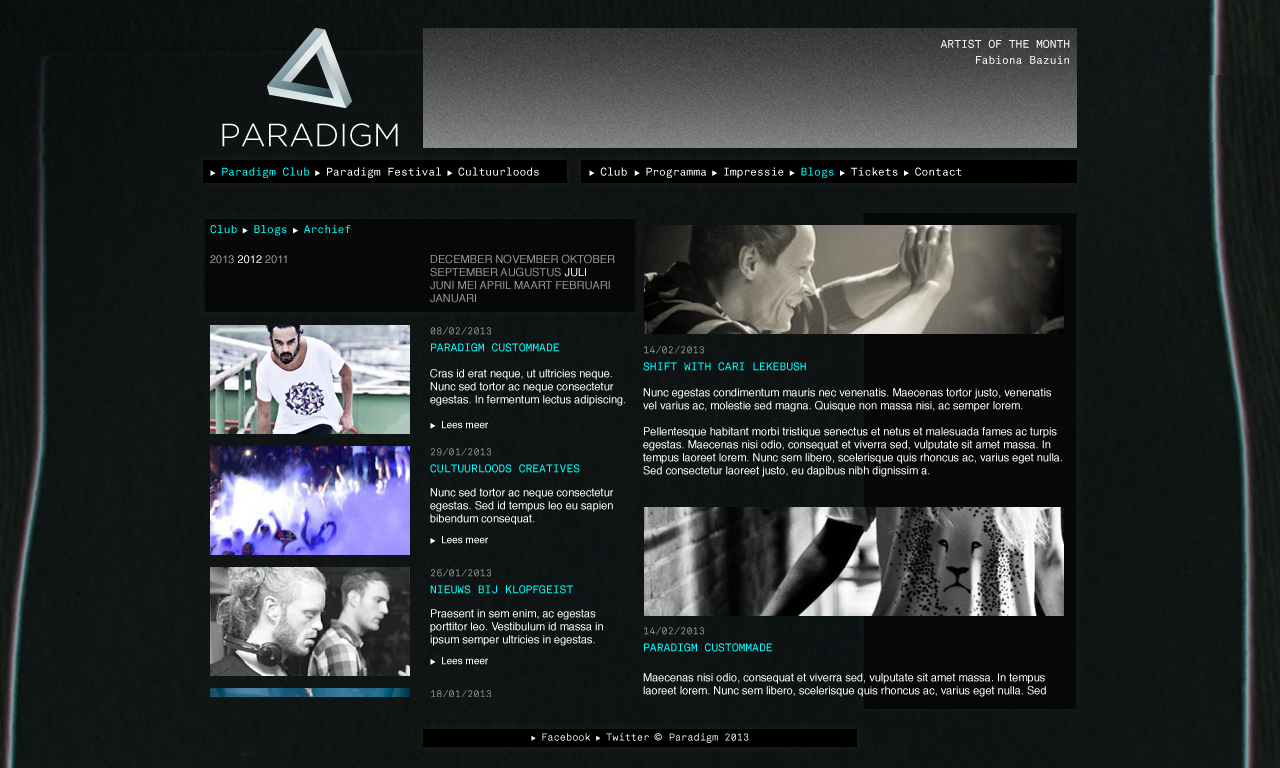 PARADIGM
ARTIST OF THE MONTH
Fabiona Bazuin
Paradigm Club Paradigm Festival Cultuurloods
Club Programma Impressie Blogs Tickets Contact
Club Blogs Archief
2013 2012 2011
DECEMBER NOVEMBER OKTOBER
SEPTEMBER AUGUSTUS JULI
JUNI MEI APRIL MAART FEBRUARI
JANUARI
08/02/2013
PARADIGM CUSTOMMADE
Cras id erat neque, ut ultricies neque.
Nunc sed tortor ac neque consectetur
egestas. In fermentum lectus adipiscing.
Lees meer
29/01/2013
CULTUURLOODS CREATIVES
Nunc sed tortor ac neque consectetur
egestas. Sed id tempus leo eu sapien
bibendum consequat.
Lees meer
26/01/2013
NIEUWS BIJ KLOPFGEIST
Praesent in sem enim, ac egestas
porttitor leo. Vestibulum id massa in
ipsum semper ultricies in egestas.
Lees meer
18/01/2013
14/02/2013
SHIFT WITH CARI LEKEBUSH
Nunc egestas condimentum mauris nec venenatis. Maecenas tortor justo, venenatis
vel varius ac, molestie sed magna. Quisque non massa nisi, ac semper lorem.
Pellentesque habitant morbi tristique senectus et netus et malesuada fames ac turpis
egestas. Maecenas nisi odio, consequat et viverra sed, vulputate sit amet massa. In
tempus laoreet lorem. Nunc sem libero, scelerisque quis rhoncus ac, varius eget nulla.
Sed consectetur laoreet justo, eu dapibus nibh dignissim a.
14/02/2013
PARADIGM CUSTOMMADE
Maecenas nisi odio, consequat et viverra sed, vulputate sit amet massa. In tempus
laoreet lorem. Nunc sem libero, scelerisque quis rhoncus ac, varius eget nulla. Sed
Facebook Twitter © Paradigm 2013